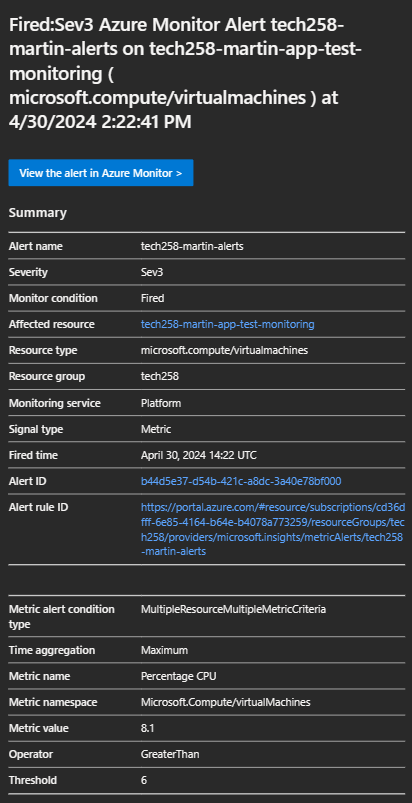 Fired:Sev3 Azure Monitor Alert tech258-
martin-alerts on tech258-martin-app-test-
monitoring (
microsoft.compute/virtualmachines ) at
4/30/2024 2:22:41 PM
View the alert in Azure Monitor >
Summary
Alert name tech258-martin-alerts
Severity Sev3
Monitor condition Fired
Affected resource tech258-martin-app-test-monitoring
Resource type microsoft.compute/virtualmachines
Resource group tech258
Monitoring service Platform
Signal type Metric
Fired time April 30, 2024 14:22 UTC
Alert ID b44d5e37-d54b-421c-a8dc-3a40e78bf000
Alert rule ID https://portal.azure.com/#resource/subscriptions/cd36d
fff-6e85-4164-b64e-b4078a773259/resourceGroups/tec
h258/providers/microsoft.insights/metricAlerts/tech258
-martin-alerts
Metric alert condition MultipleResourceMultipleMetricCriteria
type
Time aggregation Maximum
Metric name Percentage CPU
Metric namespace Microsoft.Compute/virtualMachines
Metric value 8.1
Operator GreaterThan
Threshold 6